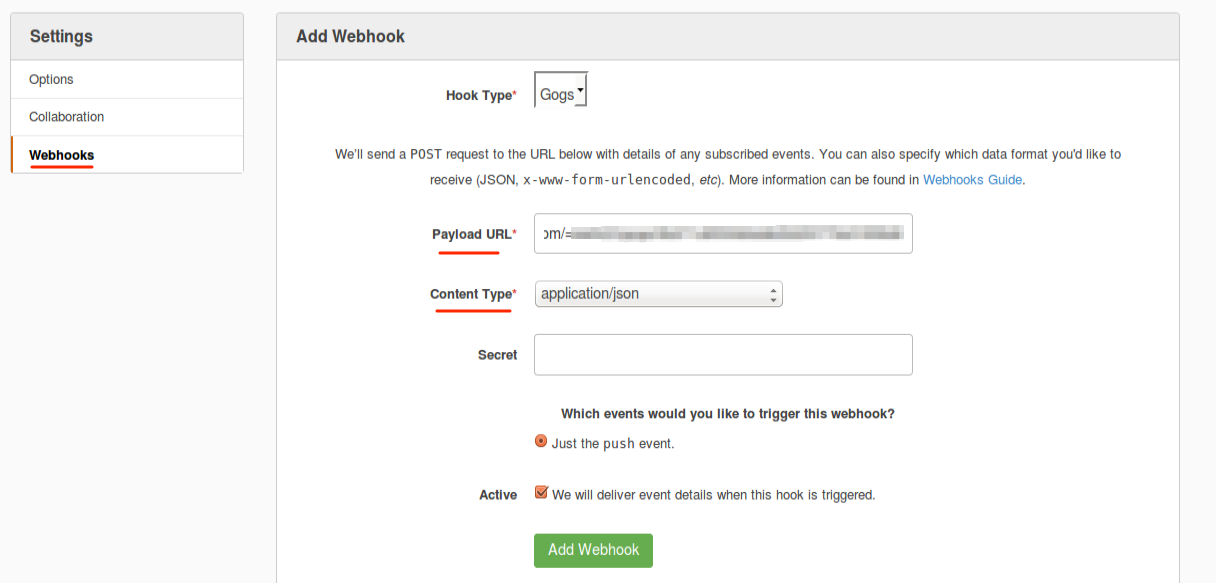 Settings
Options
Collaboration
Webhooks
Add Webhook
Hook Type*
Gogs
We'll send a POST request to the URL below with details of any subscribed events. You can also specify which data format you'd like to
receive (JSON, x-www-form-urlencoded, etc). More information can be found in Webhooks Guide.
Payload URL*
om/=
Content Type*
application/json
Secret
Which events would you like to trigger this webhook?
Just the push event.
Active
We will deliver event details when this hook is triggered.
Add Webhook